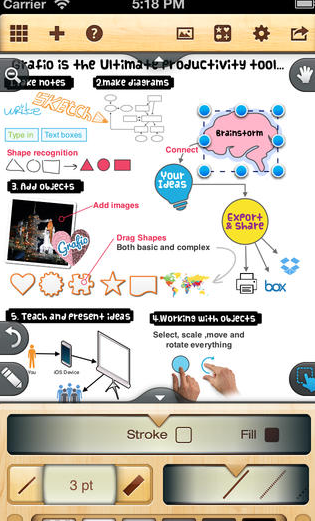 Carrier 5:18 PM
Grafio is the Ultimate Productivity tool...
1.Make notes
2.make diagrams
write
SKETCH
Type in
Text boxes
Brainstorm
Shape recognition
Connect
Your Ideas
3. Add objects
Add images
Export & Share
Grafio
Drag Shapes
Both basic and complex
box
5. Teach and Present ideas
4.Working with objects
Select, scale ,move and
rotate everything
You
iOS Device
Stroke
Fill
3 pt